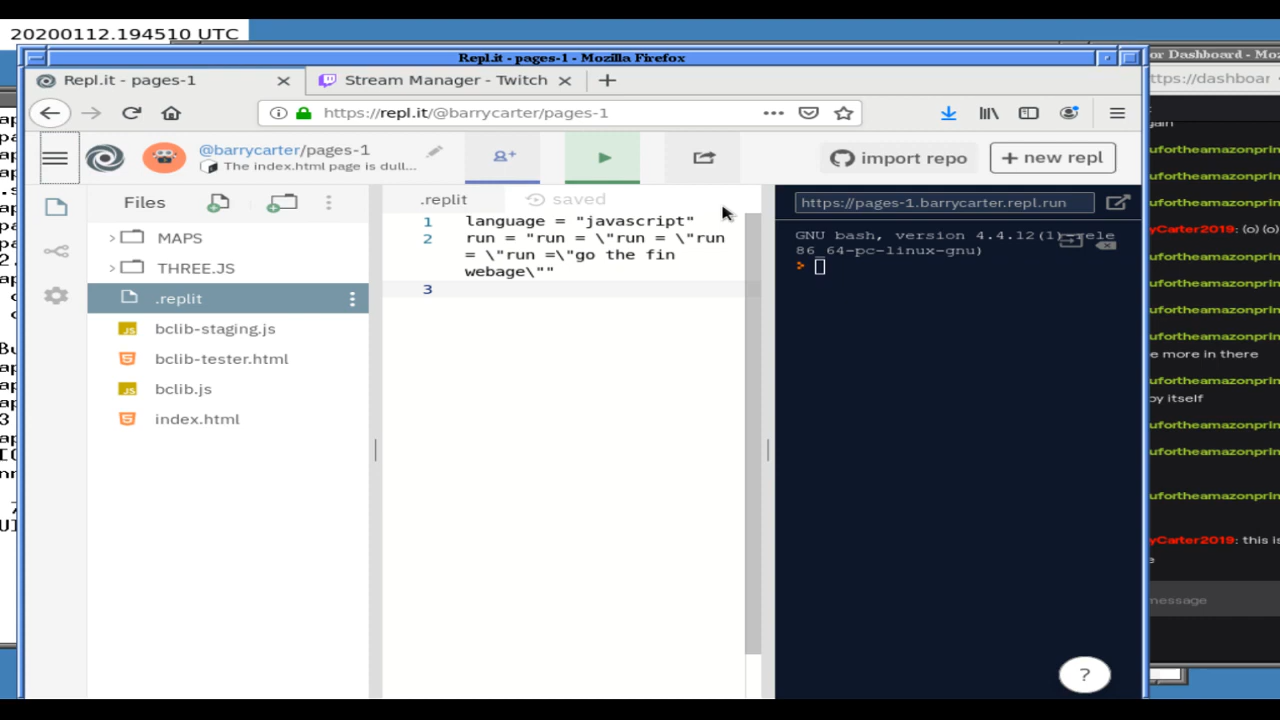 20200112.194510 UTC
Repl.it - pages-1 - Mozilla Firefox
or Dashboard - Moz
Repl.it - pages-1
Stream Manager - Twitch
https://repl.it/@barrycarter/pages-1
ttps://dashboar
@barrycarter/pages-1
The index.html page is dull...
import repo
+ new repl
Files
.replit
saved
https://pages-1.barrycarter.repl.run
MAPS
THREE.JS
.replit
bclib-staging.js
bclib-tester.html
bclib.js
index.html
1 language = "javascript"
2 run = "run = \"run = \"run
= \"run =\"go the fin
webage\""
3
GNU bash, version 4.4.12(1)-rele
86_64-pc-linux-gnu)
>
?
ufortheamazonprin
ufortheamazonprin
ufortheamazonprin
yCarter2019: (o) (o)
ufortheamazonprin
ufortheamazonprin
ufortheamazonprin
ufortheamazonprin
e more in there
ufortheamazonprin
by itself
ufortheamazonprin
ufortheamazonprin
ufortheamazonprin
yCarter2019: this is
e
message